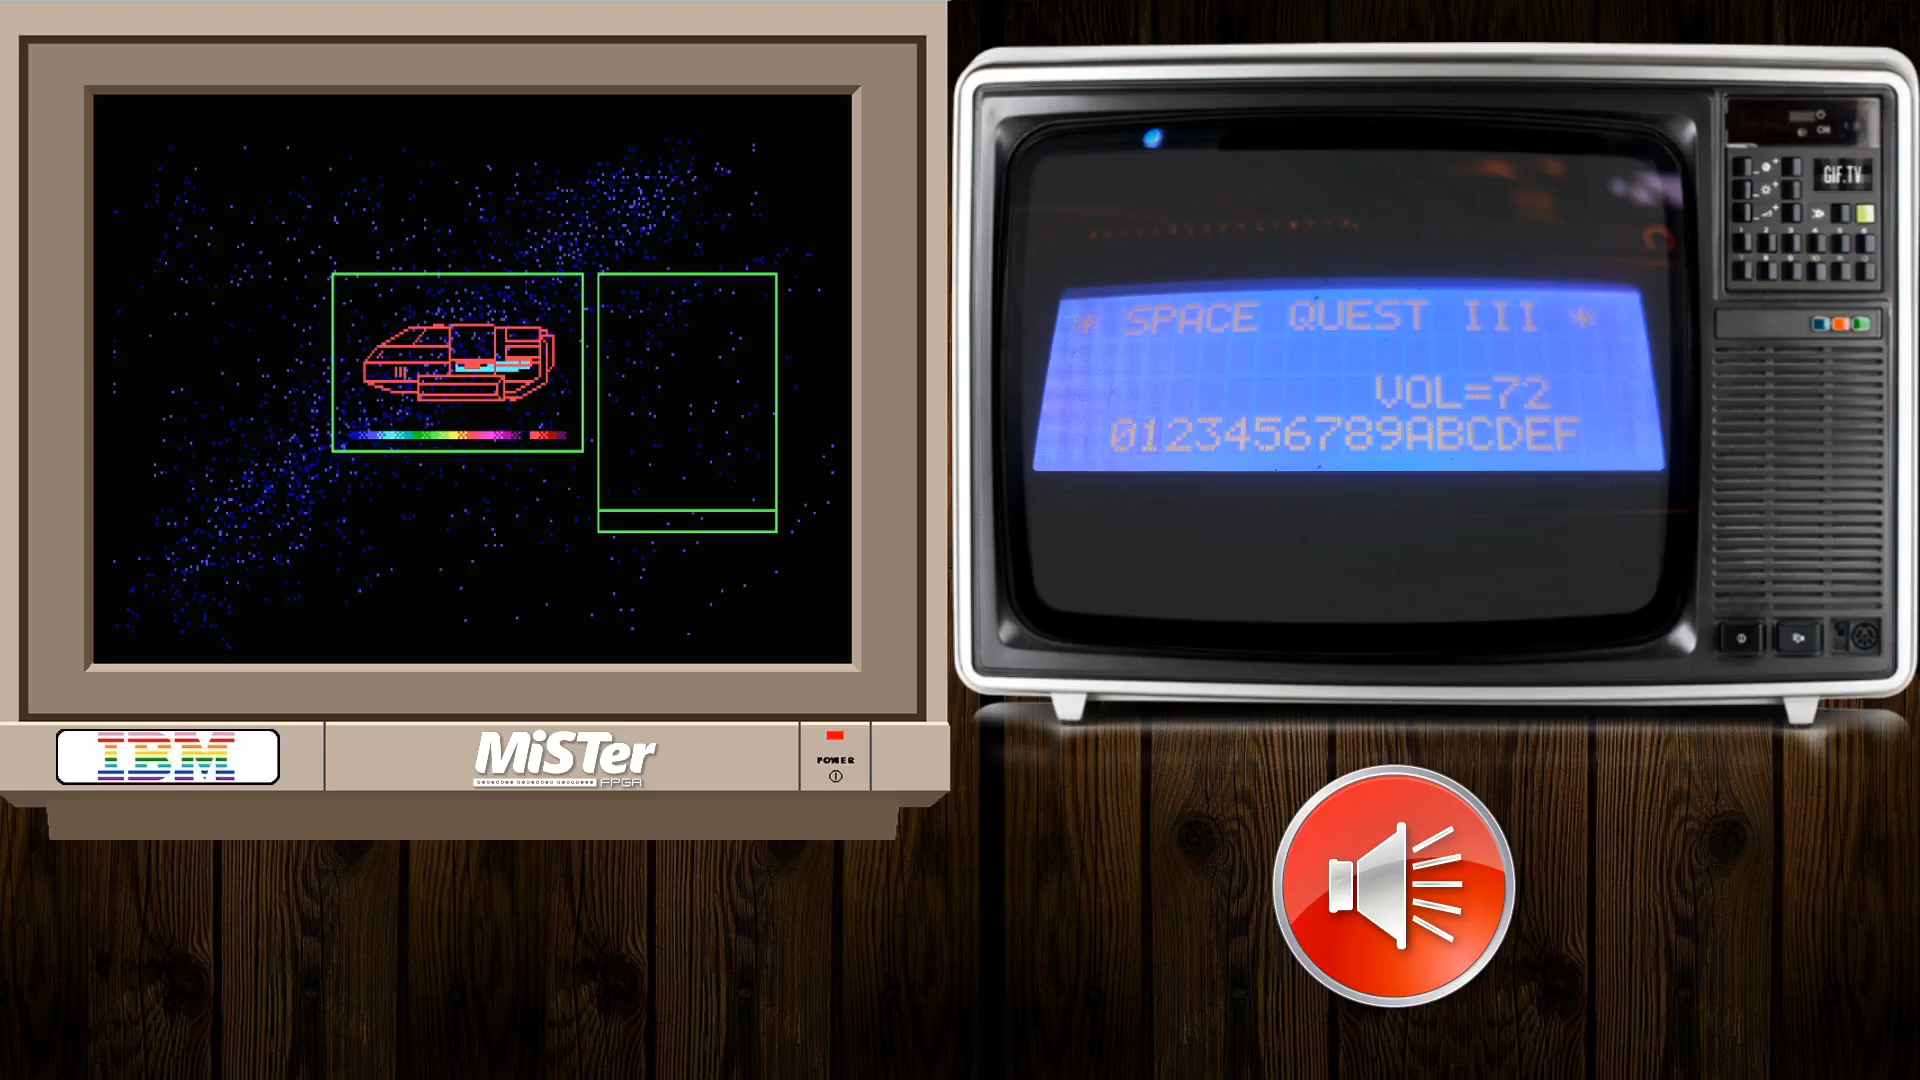 IBM
MiSTer
FPGA
POWER
* SPACE QUEST III *
VOL=72
0123456789ABCDEF
GIF.TV